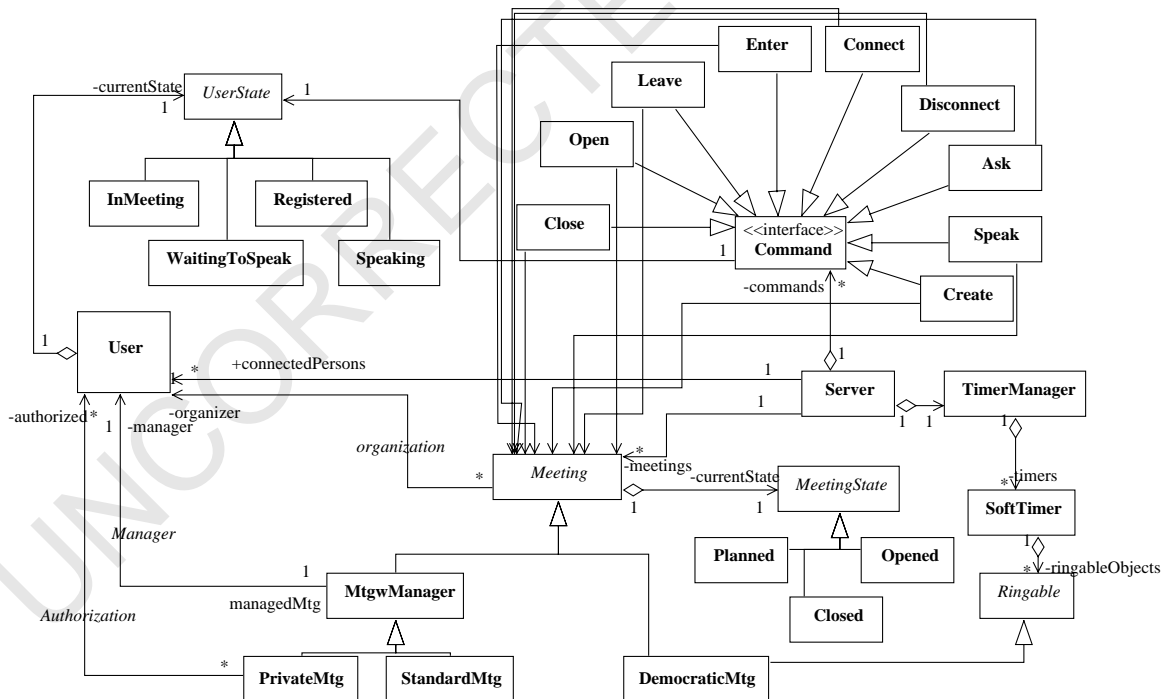 UNCORRECTE
Enter
Connect
-currentState
1
UserState
1
Leave
Disconnect
Open
Ask
InMeeting
Registered
Close
<<interface>>
Command
1
Speak
WaitingToSpeak
Speaking
-commands
*
Create
User
1
1
*
+connectedPersons
1
1
Server
TimerManager
-authorized
*
1
-organizer
-manager
1
1
1
1
organization
*
-meetings
*
-timers
*
Meeting
-currentState
1
1
MeetingState
SoftTimer
1
Manager
Planned
Opened
-ringableObjects
*
1
managedMtg
MtgwManager
Ringable
Authorization
Closed
*
PrivateMtg
StandardMtg
DemocraticMtg